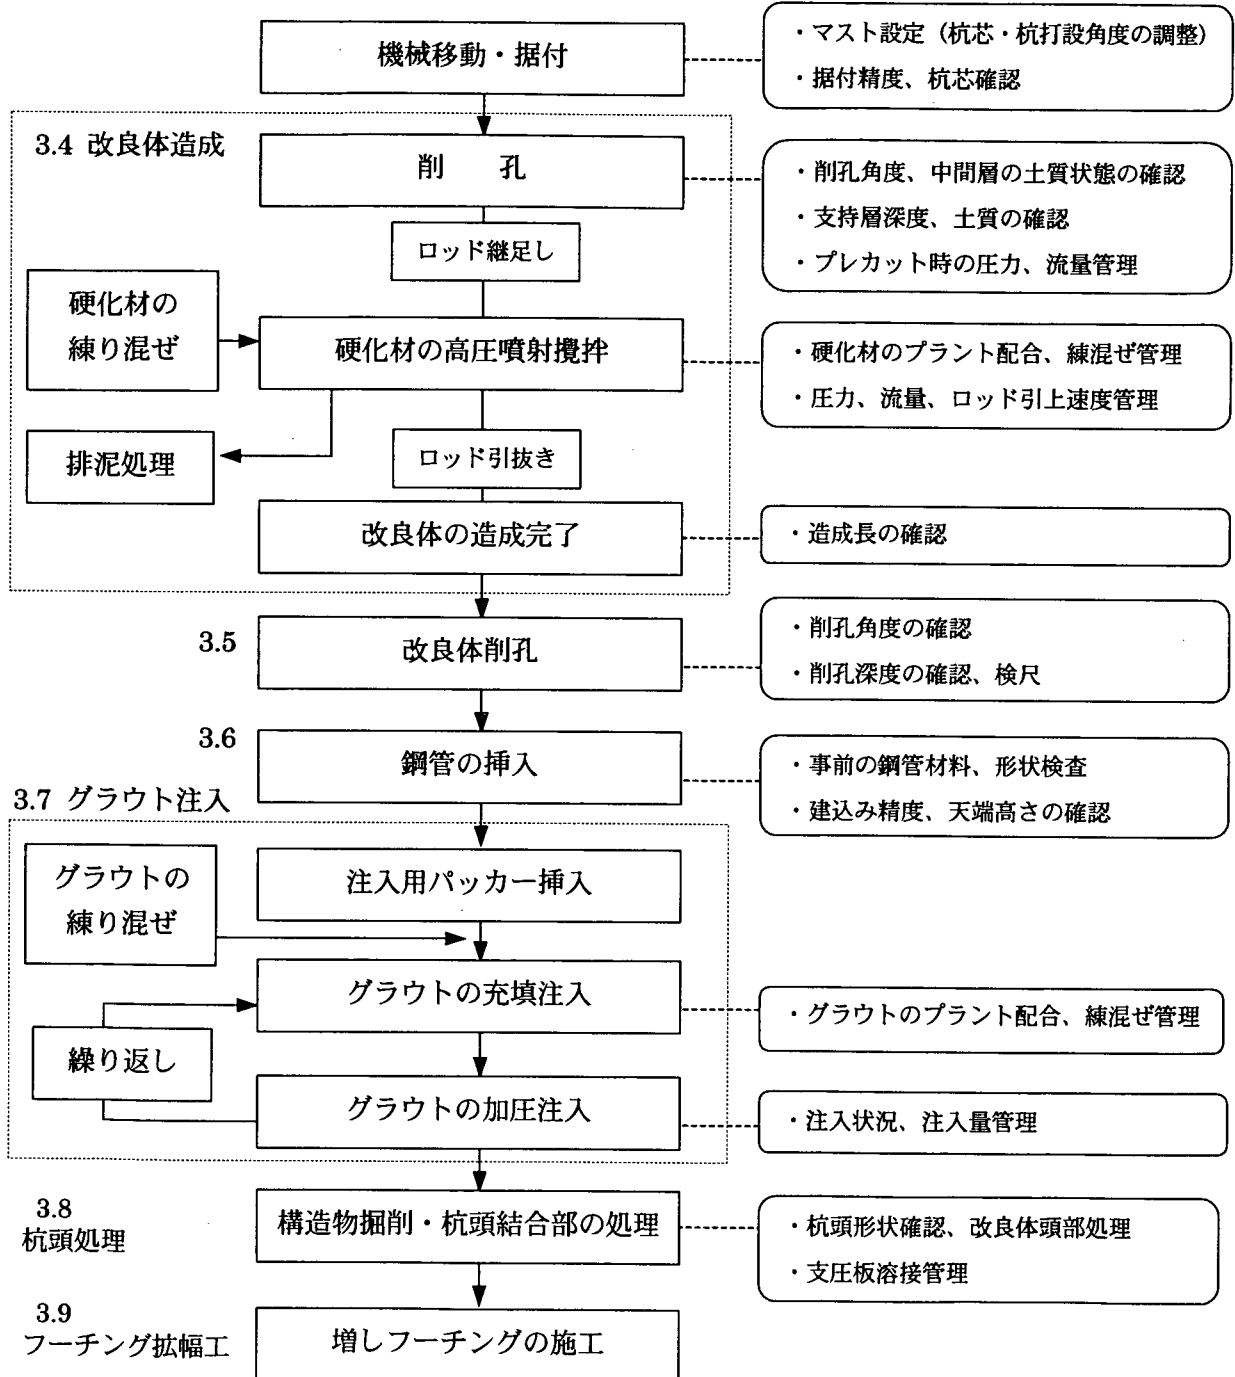 機械移動・据付
・マスト設定（杭芯・杭打設角度の調整）
・据付精度、杭芯確認
3.4 改良体造成
削　孔
・削孔角度、中間層の土質状態の確認
・支持層深度、土質の確認
・プレカット時の圧力、流量管理
ロッド継足し
硬化材の
練り混ぜ
硬化材の高圧噴射攪拌
・硬化材のプラント配合、練混ぜ管理
・圧力、流量、ロッド引上速度管理
排泥処理
ロッド引抜き
改良体の造成完了
・造成長の確認
3.5
改良体削孔
・削孔角度の確認
・削孔深度の確認、検尺
3.6
鋼管の挿入
・事前の鋼管材料、形状検査
・建込み精度、天端高さの確認
3.7 グラウト注入
グラウトの
練り混ぜ
注入用パッカー挿入
グラウトの充填注入
・グラウトのプラント配合、練混ぜ管理
繰り返し
グラウトの加圧注入
・注入状況、注入量管理
3.8
杭頭処理
構造物掘削・杭頭結合部の処理
・杭頭形状確認、改良体頭部処理
・支圧板溶接管理
3.9
フーチング拡幅工
増しフーチングの施工